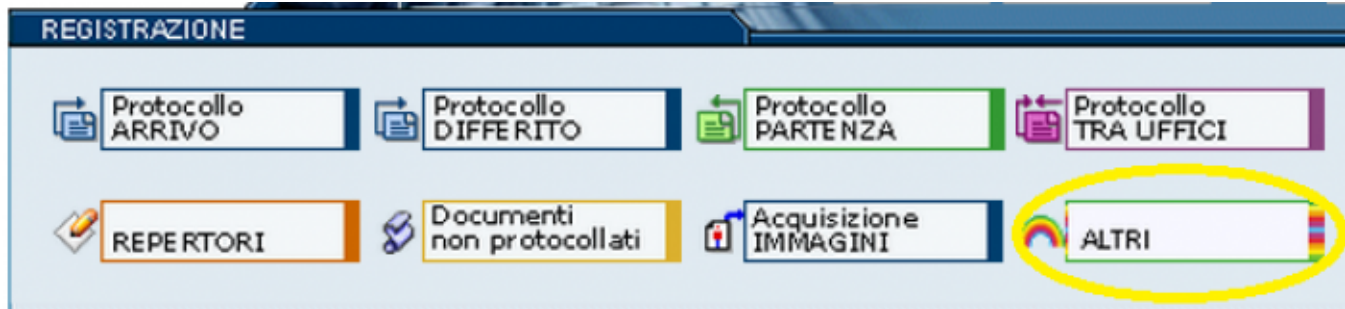 REGISTRAZIONE
Protocollo
ARRIVO
Protocollo
DIFFERITO
Protocollo
PARTENZA
Protocollo
TRA UFFICI
REPERTORI
Documenti
non protocollati
Acquisizione
IMMAGINI
ALTRI